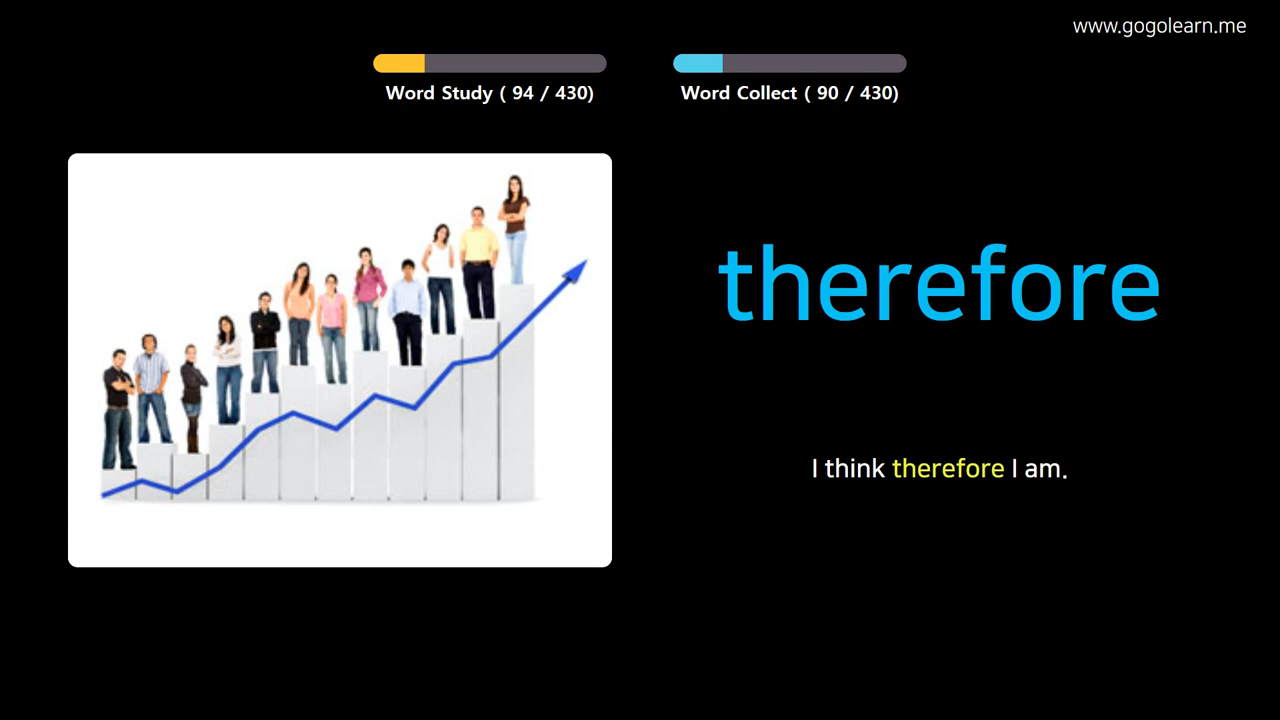 www.gogolearn.me
Word Study ( 94 / 430)
Word Collect ( 90 / 430)
therefore
I think therefore I am.